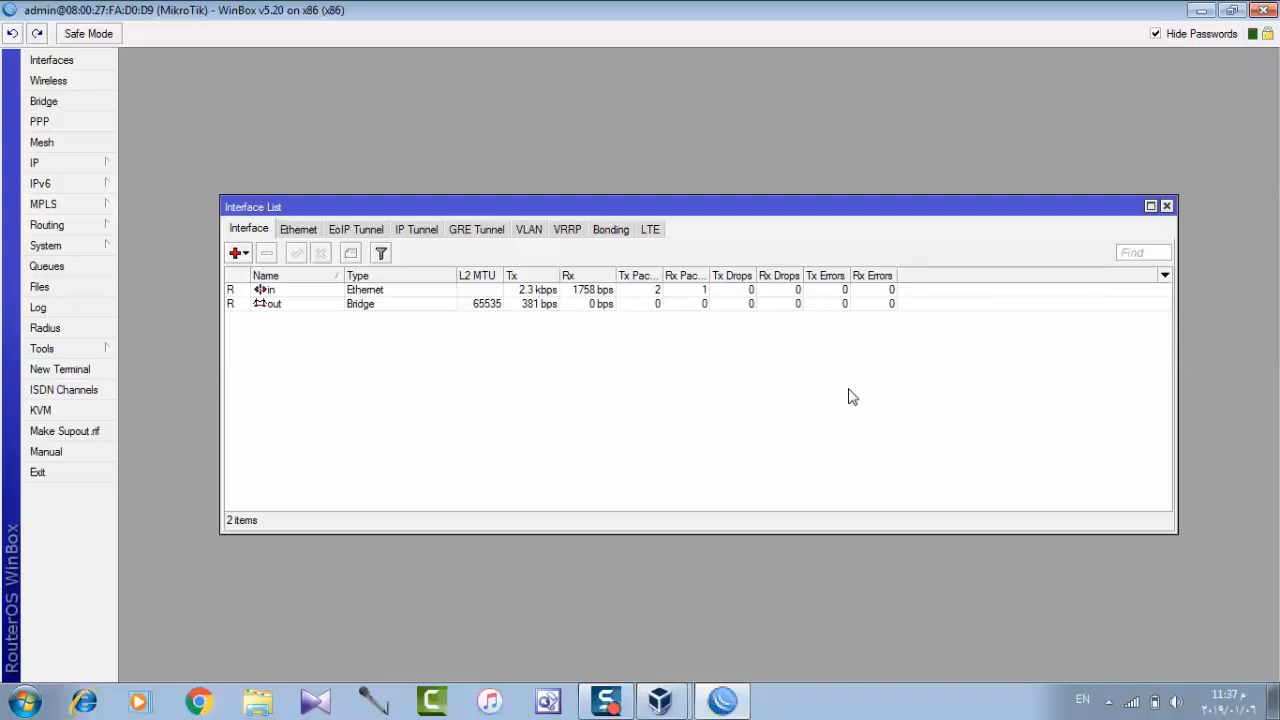 admin@08:00:27:FA:D0:D9 (MikroTik) - WinBox v5.20 on x86 (x86)
Safe Mode
Hide Passwords
Interfaces
Wireless
Bridge
PPP
Mesh
IP
IPv6
MPLS
Routing
System
Queues
Files
Log
Radius
Tools
New Terminal
ISDN Channels
KVM
Make Supout.rif
Manual
Exit
RouterOS WinBox
Interface List
Interface Ethernet EoIP Tunnel IP Tunnel GRE Tunnel VLAN VRRP Bonding LTE
Find
Name Type L2 MTU Tx Rx Tx Pac... Rx Pac... Tx Drops Rx Drops Tx Errors Rx Errors
R in Ethernet 2.3 kbps 1758 bps 2 1 0 0 0 0
R out Bridge 65535 381 bps 0 bps 0 0 0 0 0 0
2 items
EN
11:37 م
٢٠١٩/٠١/٠٦